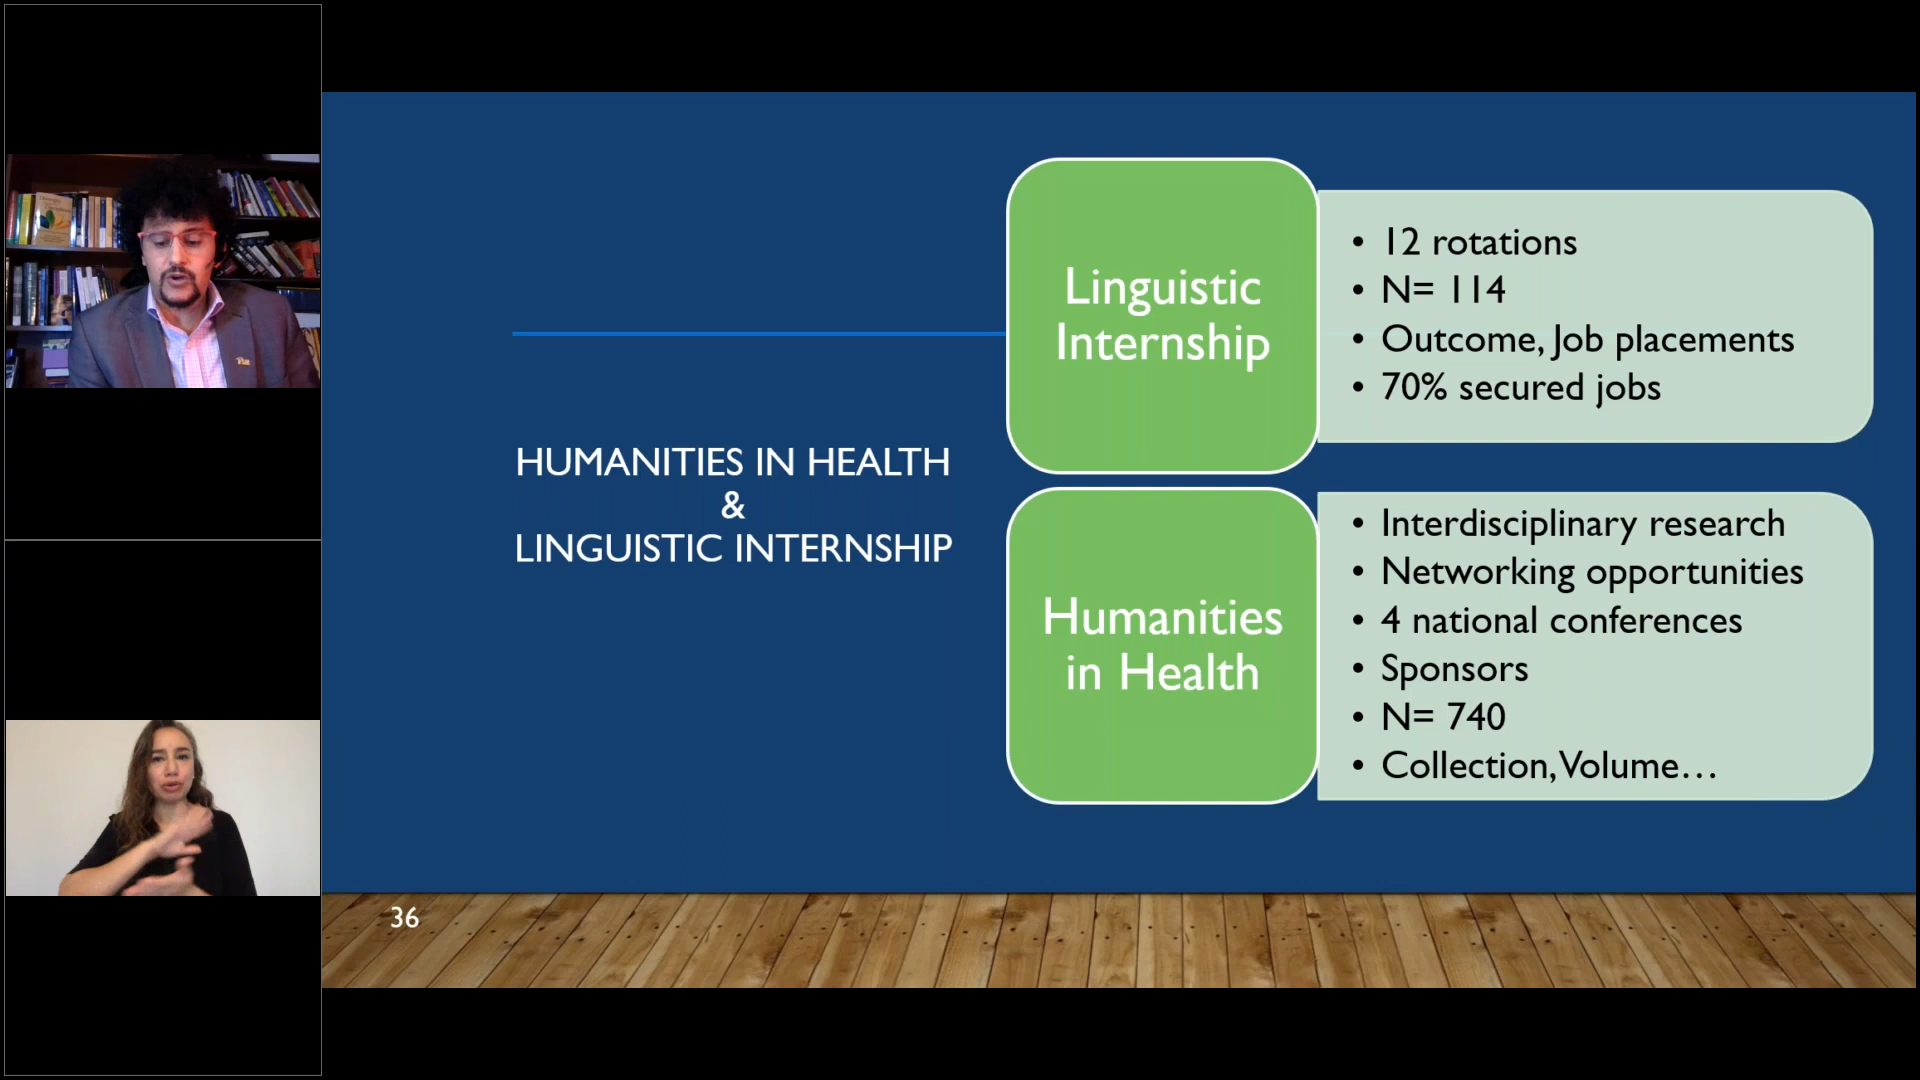 HUMANITIES IN HEALTH
&
LINGUISTIC INTERNSHIP
Linguistic
Internship
• 12 rotations
• N= 114
• Outcome, Job placements
• 70% secured jobs
Humanities
in Health
• Interdisciplinary research
• Networking opportunities
• 4 national conferences
• Sponsors
• N= 740
• Collection, Volume…
36